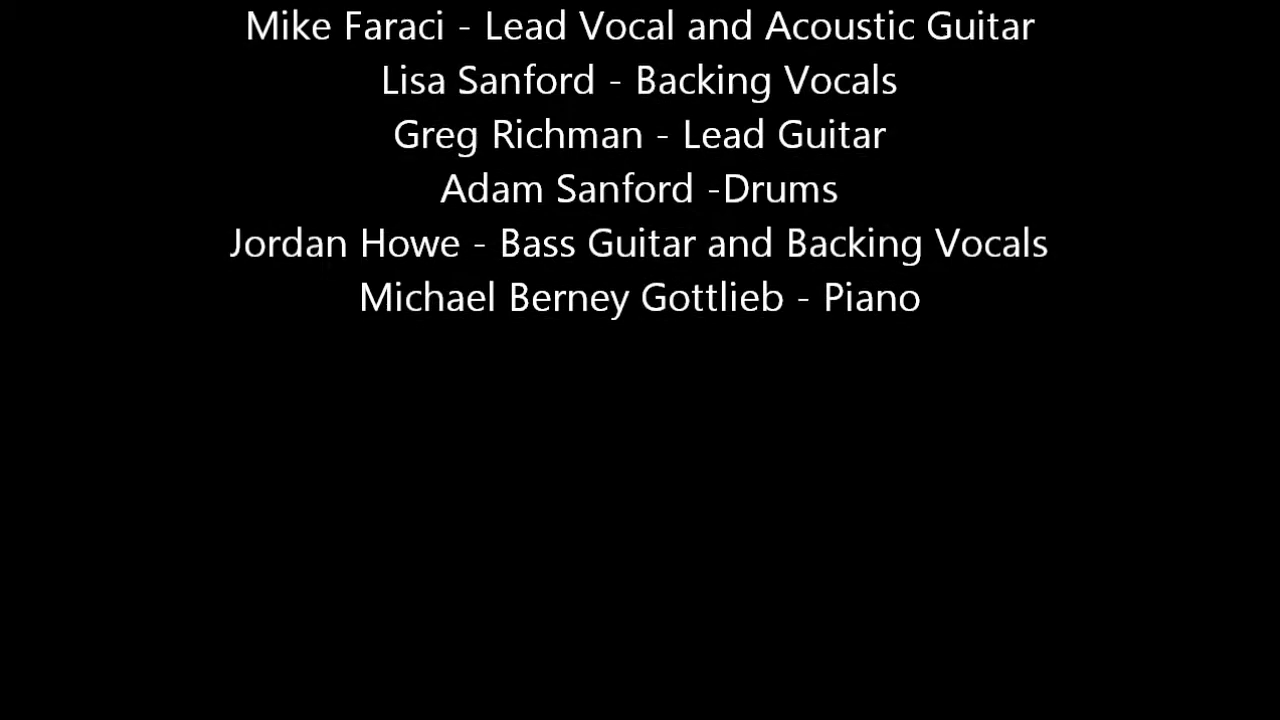 Mike Faraci - Lead Vocal and Acoustic Guitar
Lisa Sanford - Backing Vocals
Greg Richman - Lead Guitar
Adam Sanford -Drums
Jordan Howe - Bass Guitar and Backing Vocals
Michael Berney Gottlieb - Piano